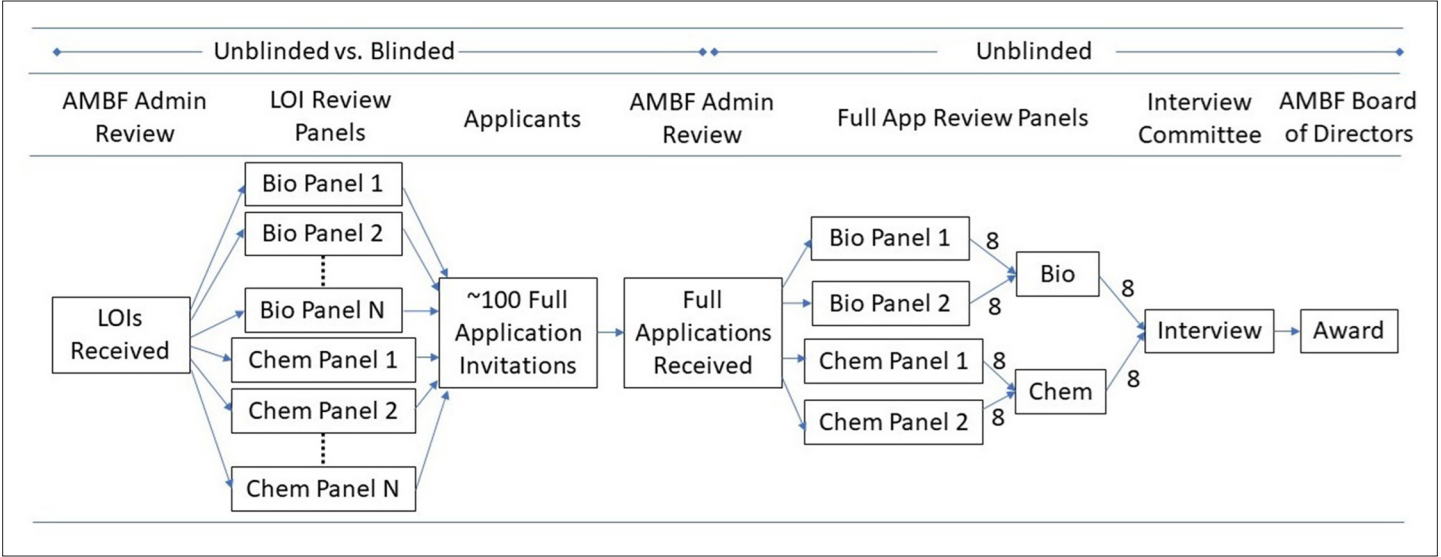 Unblinded vs. Blinded
Unblinded
AMBF Admin
Review
LOI Review
Panels
Applicants
AMBF Admin
Review
Full App Review Panels
Interview
Committee
AMBF Board
of Directors
LOIs
Received
Bio Panel 1
Bio Panel 2
Bio Panel N
Chem Panel 1
Chem Panel 2
Chem Panel N
~100 Full
Application
Invitations
Full
Applications
Received
Bio Panel 1
8
Bio Panel 2
8
Chem Panel 1
8
Chem Panel 2
8
Bio
8
Chem
8
Interview
Award